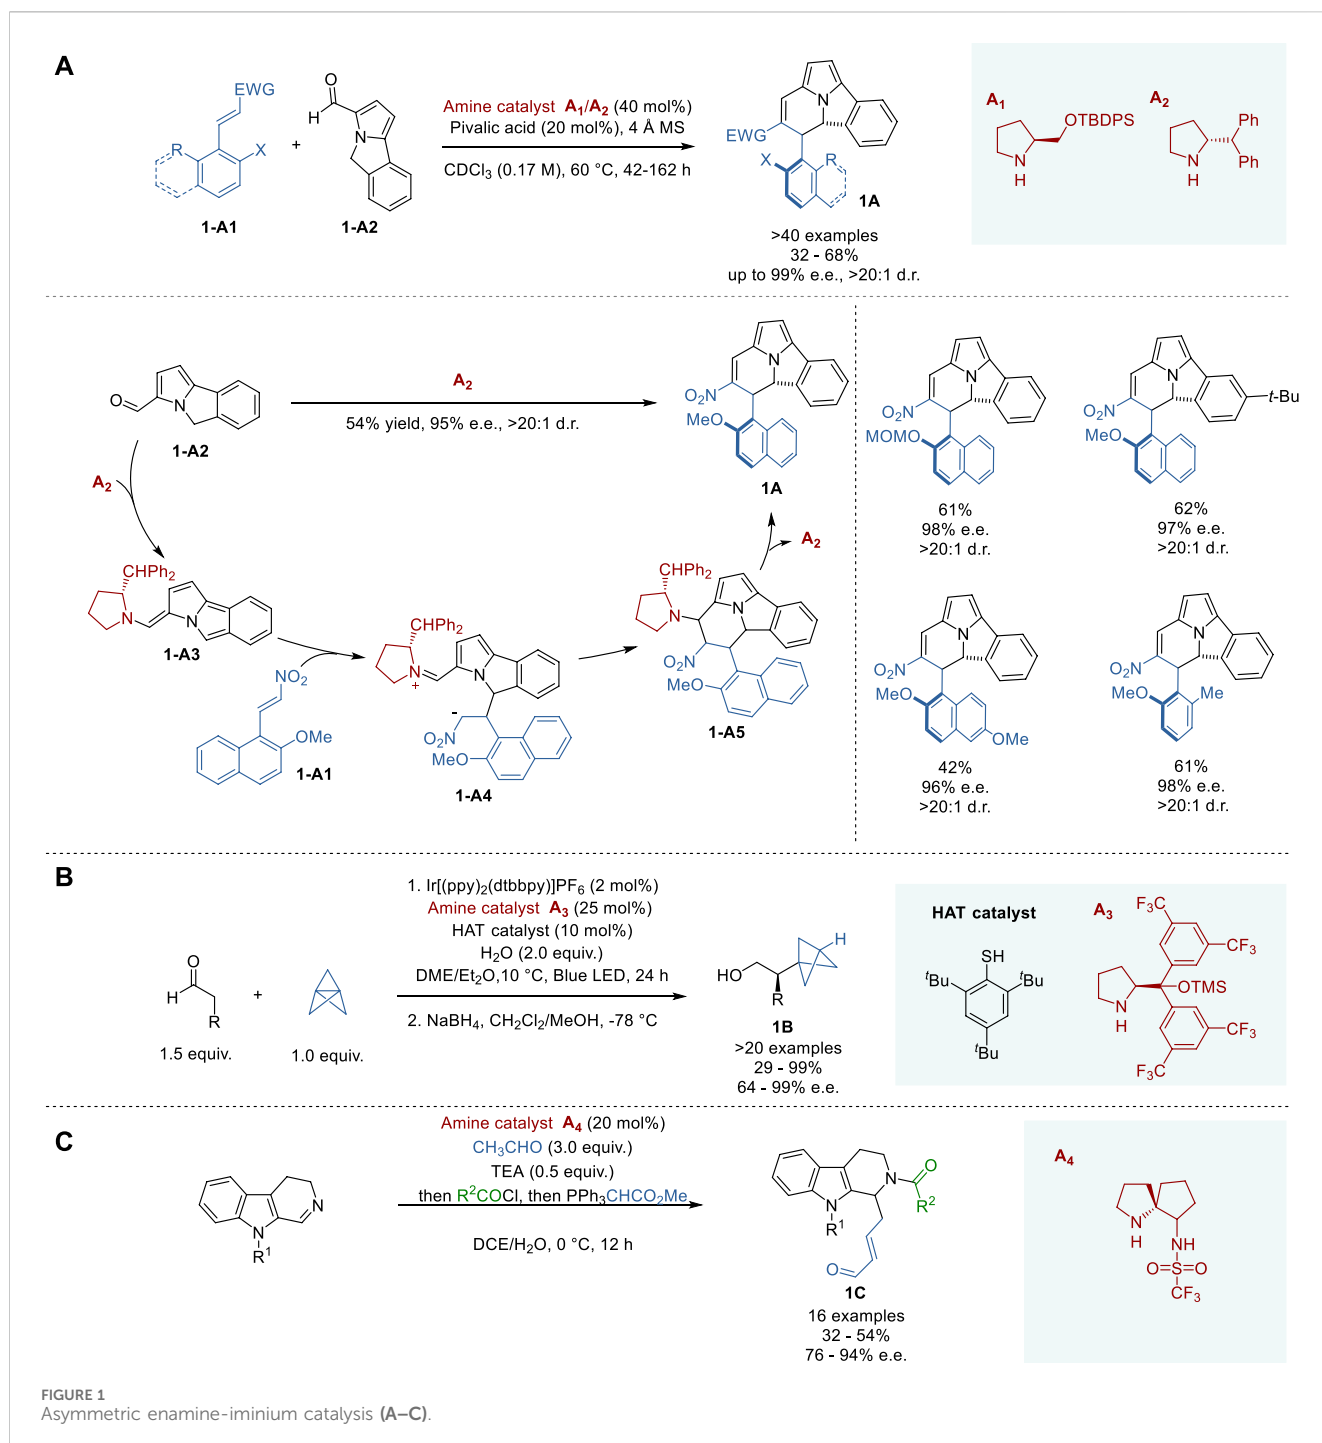 A
EWG
R
X
1-A1
+
O
H
N
1-A2
Amine catalyst A₁/A₂ (40 mol%)
Pivalic acid (20 mol%), 4 Å MS
CDCl₃ (0.17 M), 60 °C, 42-162 h
N
EWG
X
R
1A
>40 examples
32 - 68%
up to 99% e.e., >20:1 d.r.
A₁
OTBDPS
N
H
A₂
Ph
Ph
N
H
O
N
1-A2
A₂
54% yield, 95% e.e., >20:1 d.r.
N
O₂N
MeO
1A
A₂
CHPh₂
N
N
1-A3
NO₂
OMe
1-A1
CHPh₂
N
+
N
-
O₂N
MeO
1-A4
CHPh₂
N
N
NO₂
MeO
1-A5
A₂
N
O₂N
MOMO
61%
98% e.e.
>20:1 d.r.
N
t-Bu
O₂N
MeO
62%
97% e.e.
>20:1 d.r.
N
O₂N
MeO
OMe
42%
96% e.e.
>20:1 d.r.
N
O₂N
MeO
Me
61%
98% e.e.
>20:1 d.r.
B
O
H
R
1.5 equiv.
+
1.0 equiv.
1. Ir[(ppy)₂(dtbbpy)]PF₆ (2 mol%)
Amine catalyst A₃ (25 mol%)
HAT catalyst (10 mol%)
H₂O (2.0 equiv.)
DME/Et₂O,10 °C, Blue LED, 24 h
2. NaBH₄, CH₂Cl₂/MeOH, -78 °C
H
HO
R
1B
>20 examples
29 - 99%
64 - 99% e.e.
HAT catalyst
SH
ᵗBu
ᵗBu
ᵗBu
A₃
F₃C
CF₃
OTMS
N
H
CF₃
F₃C
C
N
N
R¹
Amine catalyst A₄ (20 mol%)
CH₃CHO (3.0 equiv.)
TEA (0.5 equiv.)
then R²COCl, then PPh₃CHCO₂Me
DCE/H₂O, 0 °C, 12 h
O
N
R²
N
R¹
O
1C
16 examples
32 - 54%
76 - 94% e.e.
A₄
N
H
NH
O=S=O
CF₃
FIGURE 1
Asymmetric enamine-iminium catalysis (A–C).